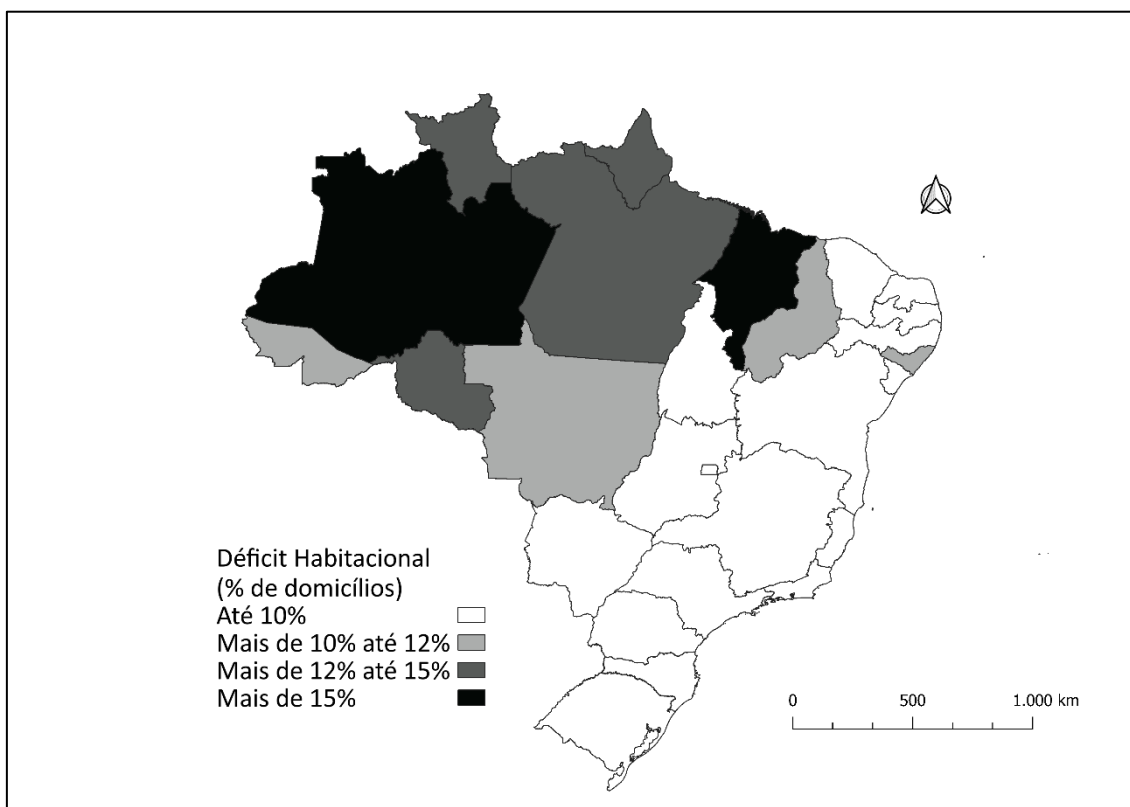 Déficit Habitacional
(% de domicílios)
Até 10%
Mais de 10% até 12%
Mais de 12% até 15%
Mais de 15%
0 500 1.000 km